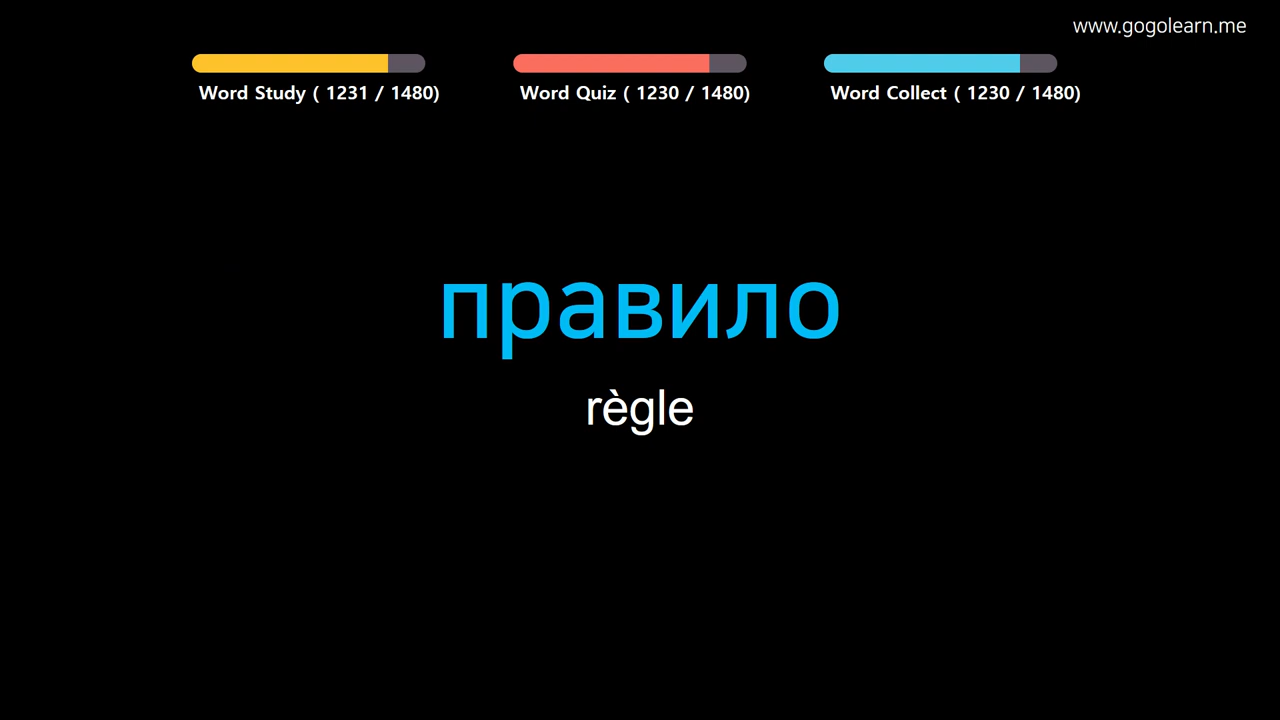 www.gogolearn.me
Word Study ( 1231 / 1480)
Word Quiz ( 1230 / 1480)
Word Collect ( 1230 / 1480)
правило
règle